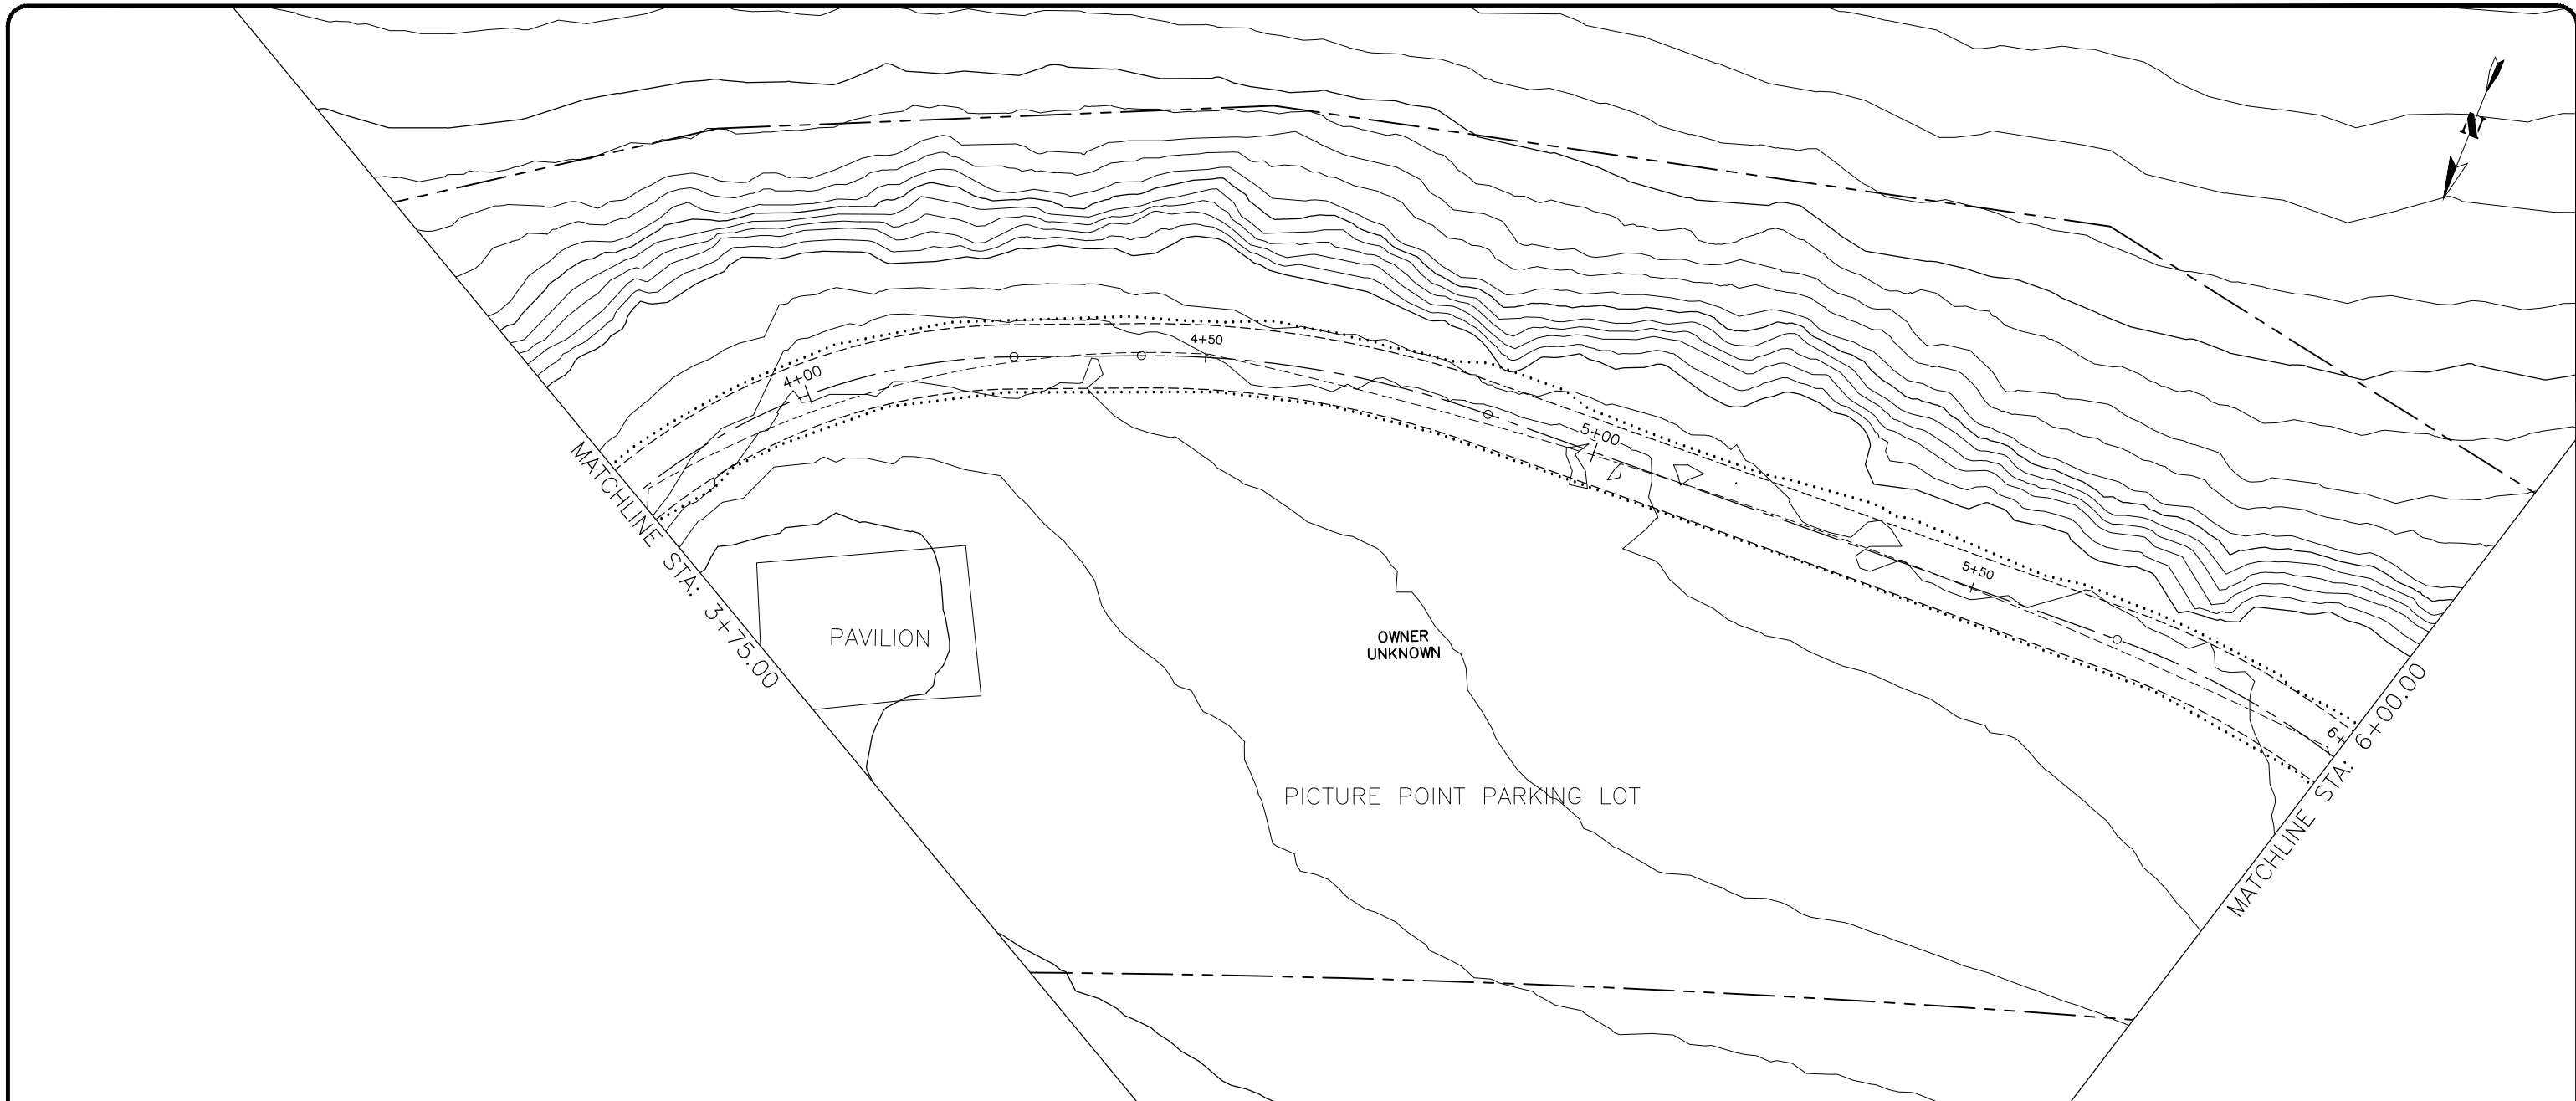 N
4+50
4+00
5+00
MATCHLINE STA: 3+75.00
5+50
PAVILION
OWNER
UNKNOWN
6+
MATCHLINE STA: 6+00.00
PICTURE POINT PARKING LOT